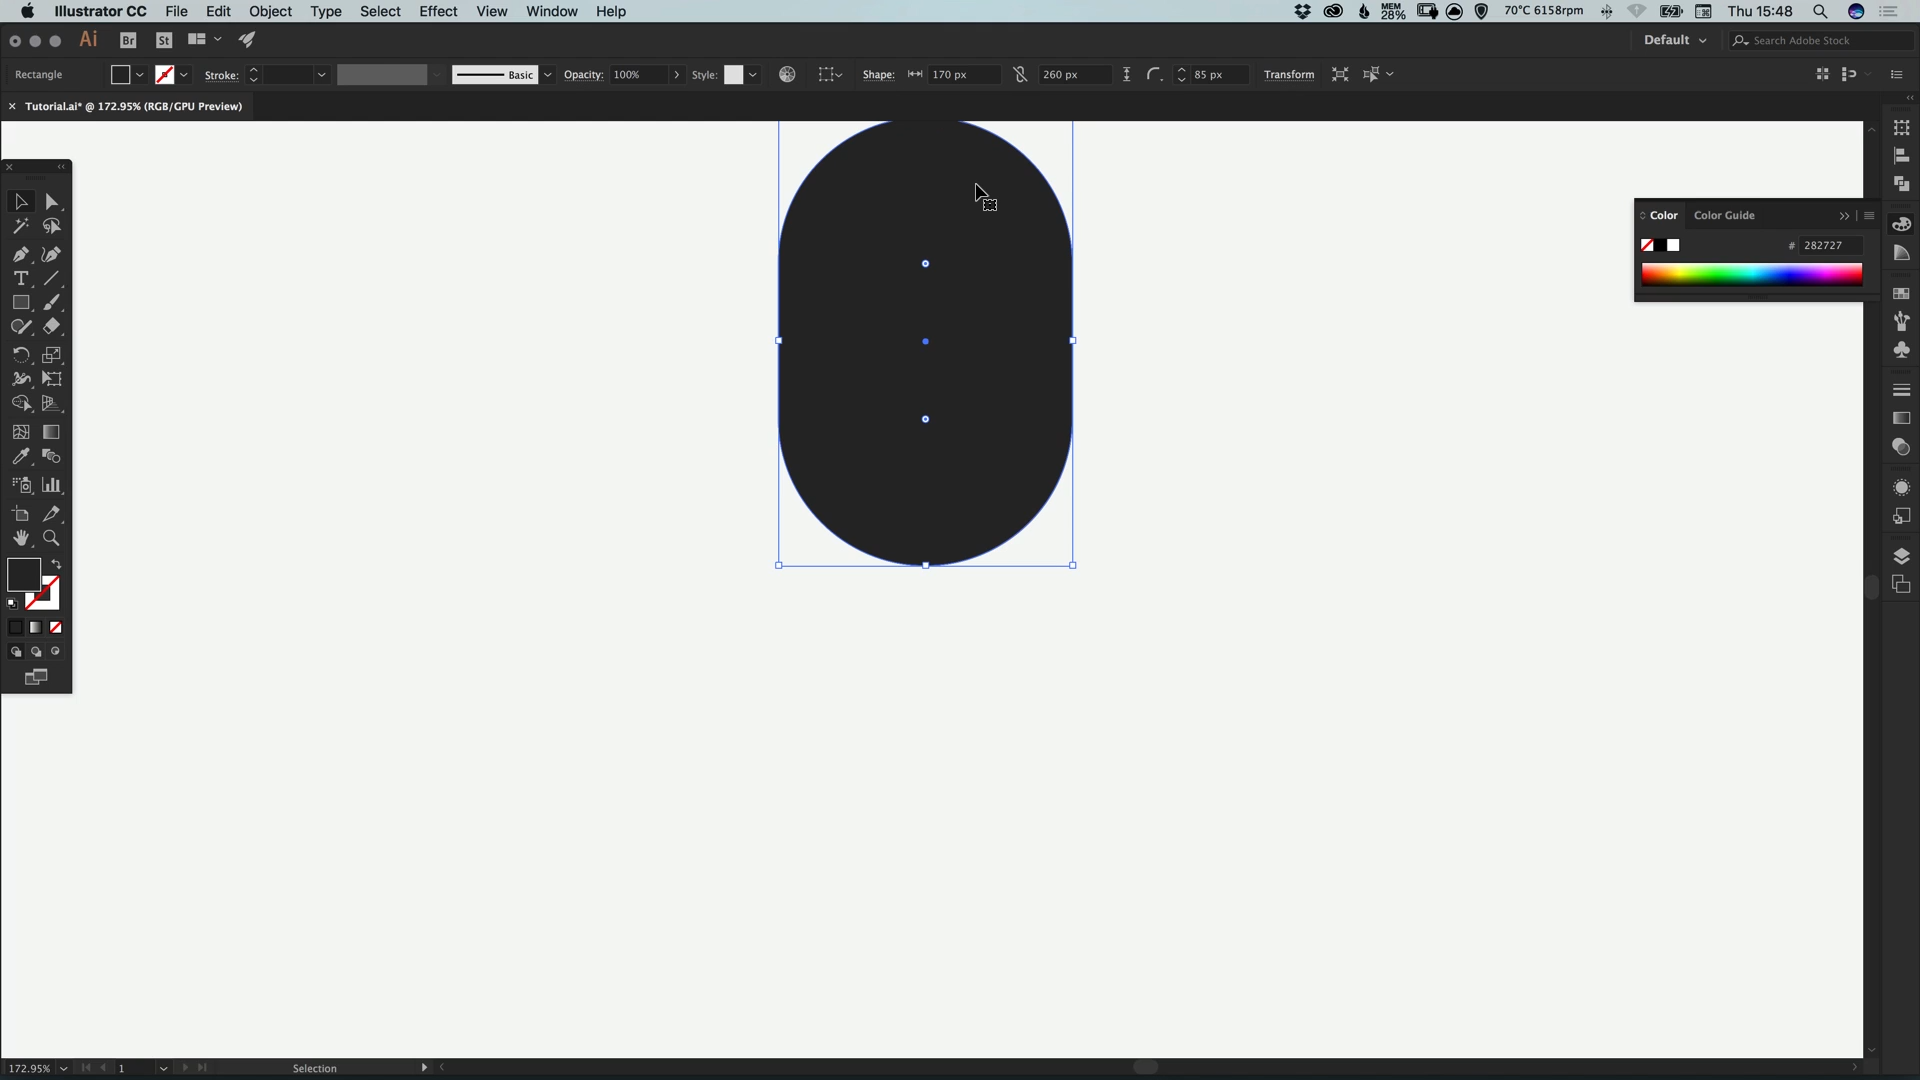 Illustrator CC File Edit Object Type Select Effect View Window Help MEM 28% 70°C 6158rpm Thu 15:48
Ai Br St Default Search Adobe Stock
Rectangle Stroke: Basic Opacity: 100% Style: Shape: 170 px 260 px 85 px Transform
Tutorial.ai* @ 172.95% (RGB/GPU Preview)
Color Color Guide
# 282727
172.95% 1 Selection